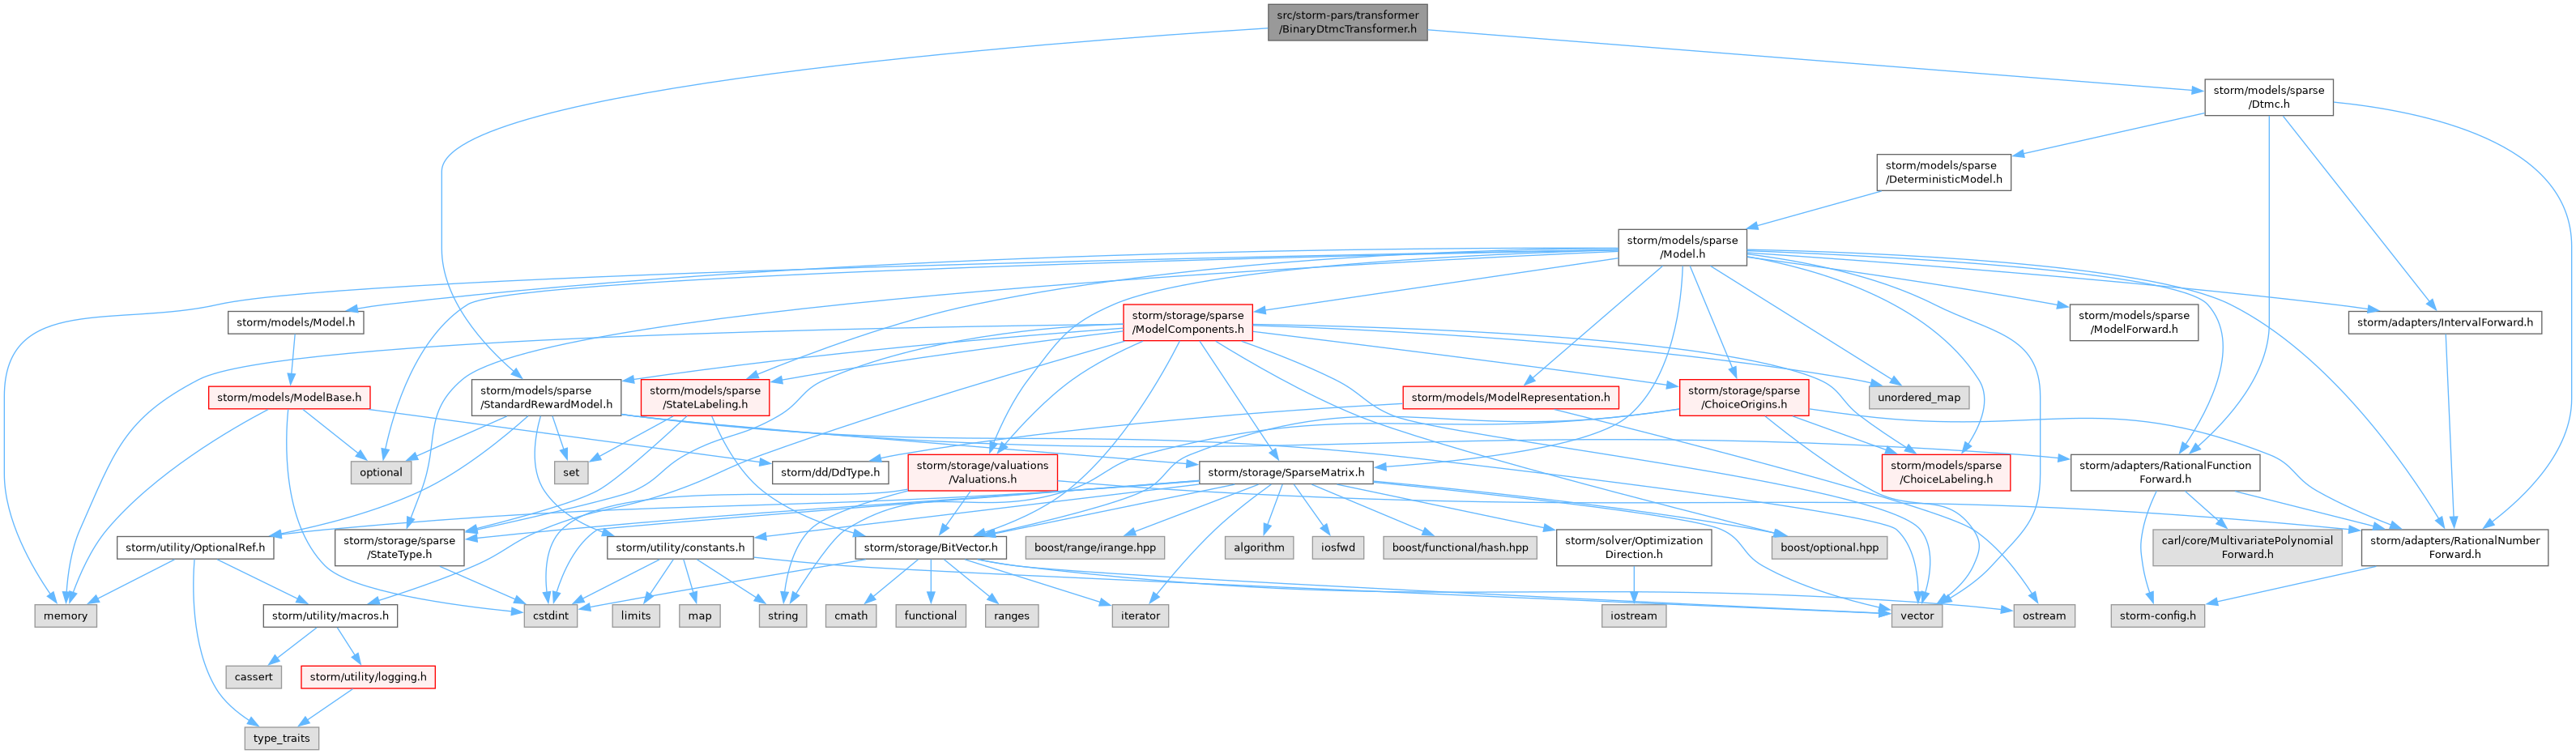 src/storm-pars/transformer
/BinaryDtmcTransformer.h
storm/models/sparse
/Dtmc.h
storm/models/sparse
/DeterministicModel.h
storm/models/sparse
/Model.h
storm/models/Model.h
storm/storage/sparse
/ModelComponents.h
storm/models/sparse
/ModelForward.h
storm/adapters/IntervalForward.h
storm/models/ModelBase.h
storm/models/sparse
/StandardRewardModel.h
storm/models/sparse
/StateLabeling.h
storm/models/ModelRepresentation.h
storm/storage/sparse
/ChoiceOrigins.h
unordered_map
optional
set
storm/dd/DdType.h
storm/storage/valuations
/Valuations.h
storm/storage/SparseMatrix.h
storm/models/sparse
/ChoiceLabeling.h
storm/adapters/RationalFunction
Forward.h
storm/utility/OptionalRef.h
storm/storage/sparse
/StateType.h
storm/utility/constants.h
storm/storage/BitVector.h
boost/range/irange.hpp
algorithm
iosfwd
boost/functional/hash.hpp
storm/solver/Optimization
Direction.h
boost/optional.hpp
carl/core/MultivariatePolynomial
Forward.h
storm/adapters/RationalNumber
Forward.h
memory
storm/utility/macros.h
cstdint
limits
map
string
cmath
functional
ranges
iterator
iostream
vector
ostream
storm-config.h
cassert
storm/utility/logging.h
type_traits